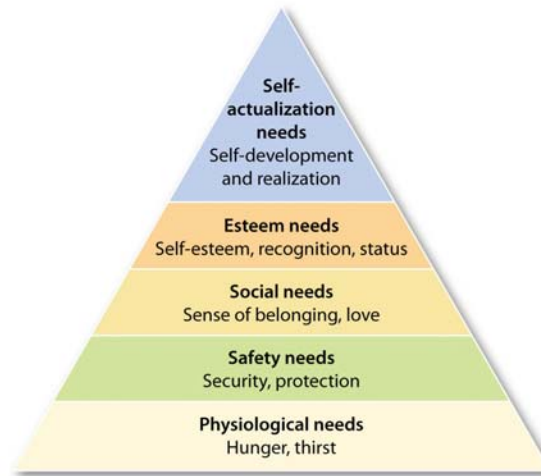 Self-
actualization
needs
Self-development
and realization
Esteem needs
Self-esteem, recognition, status
Social needs
Sense of belonging, love
Safety needs
Security, protection
Physiological needs
Hunger, thirst